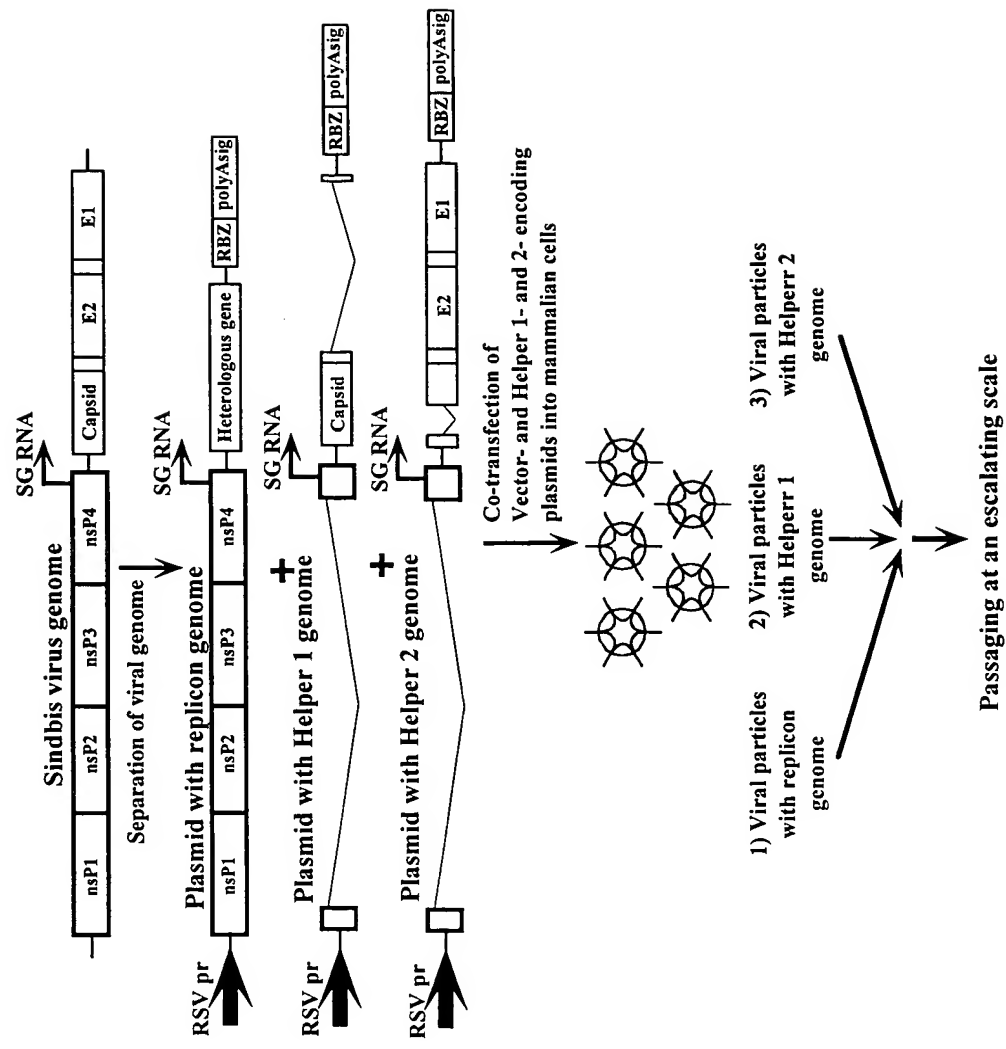 Sindbis virus genome
SG RNA
nsP1
nsP2
nsP3
nsP4
Capsid
E2
E1
Separation of viral genome
Plasmid with replicon genome
SG RNA
RSV pr
nsP1
nsP2
nsP3
nsP4
Heterologous gene
RBZ
polyAsig
+
Plasmid with Helper 1 genome
SG RNA
RSV pr
Capsid
RBZ
polyAsig
+
Plasmid with Helper 2 genome
SG RNA
RSV pr
E2
E1
RBZ
polyAsig
Co-transfection of
Vector- and Helper 1- and 2- encoding
plasmids into mammalian cells
1) Viral particles
with replicon
genome
2) Viral particles
with Helperr 1
genome
3) Viral particles
with Helperr 2
genome
Passaging at an escalating scale